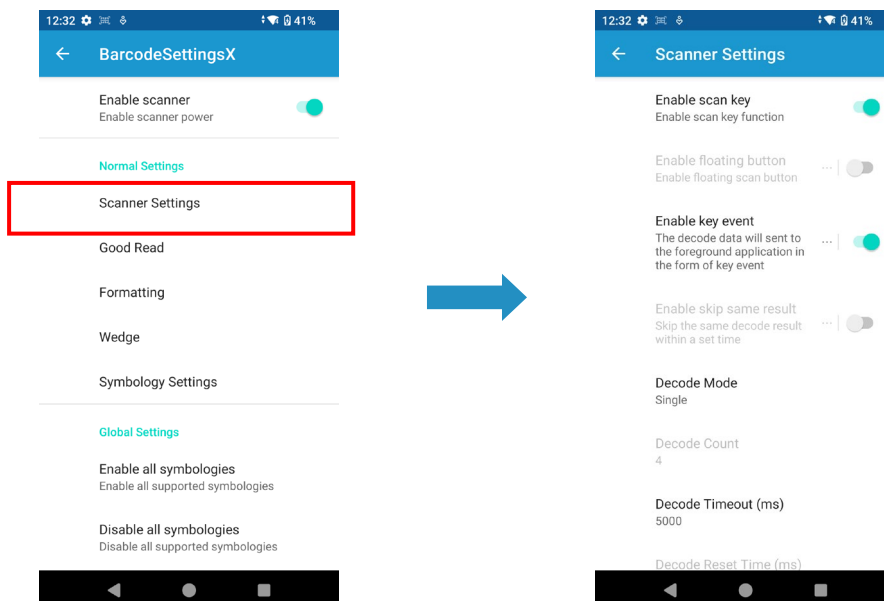 12:32 41%
BarcodeSettingsX
Enable scanner
Enable scanner power
Normal Settings
Scanner Settings
Good Read
Formatting
Wedge
Symbology Settings
Global Settings
Enable all symbologies
Enable all supported symbologies
Disable all symbologies
Disable all supported symbologies
12:32 41%
Scanner Settings
Enable scan key
Enable scan key function
Enable floating button
Enable floating scan button
Enable key event
The decode data will sent to
the foreground application in
the form of key event
Enable skip same result
Skip the same decode result
within a set time
Decode Mode
Single
Decode Count
4
Decode Timeout (ms)
5000
Decode Reset Time (ms)